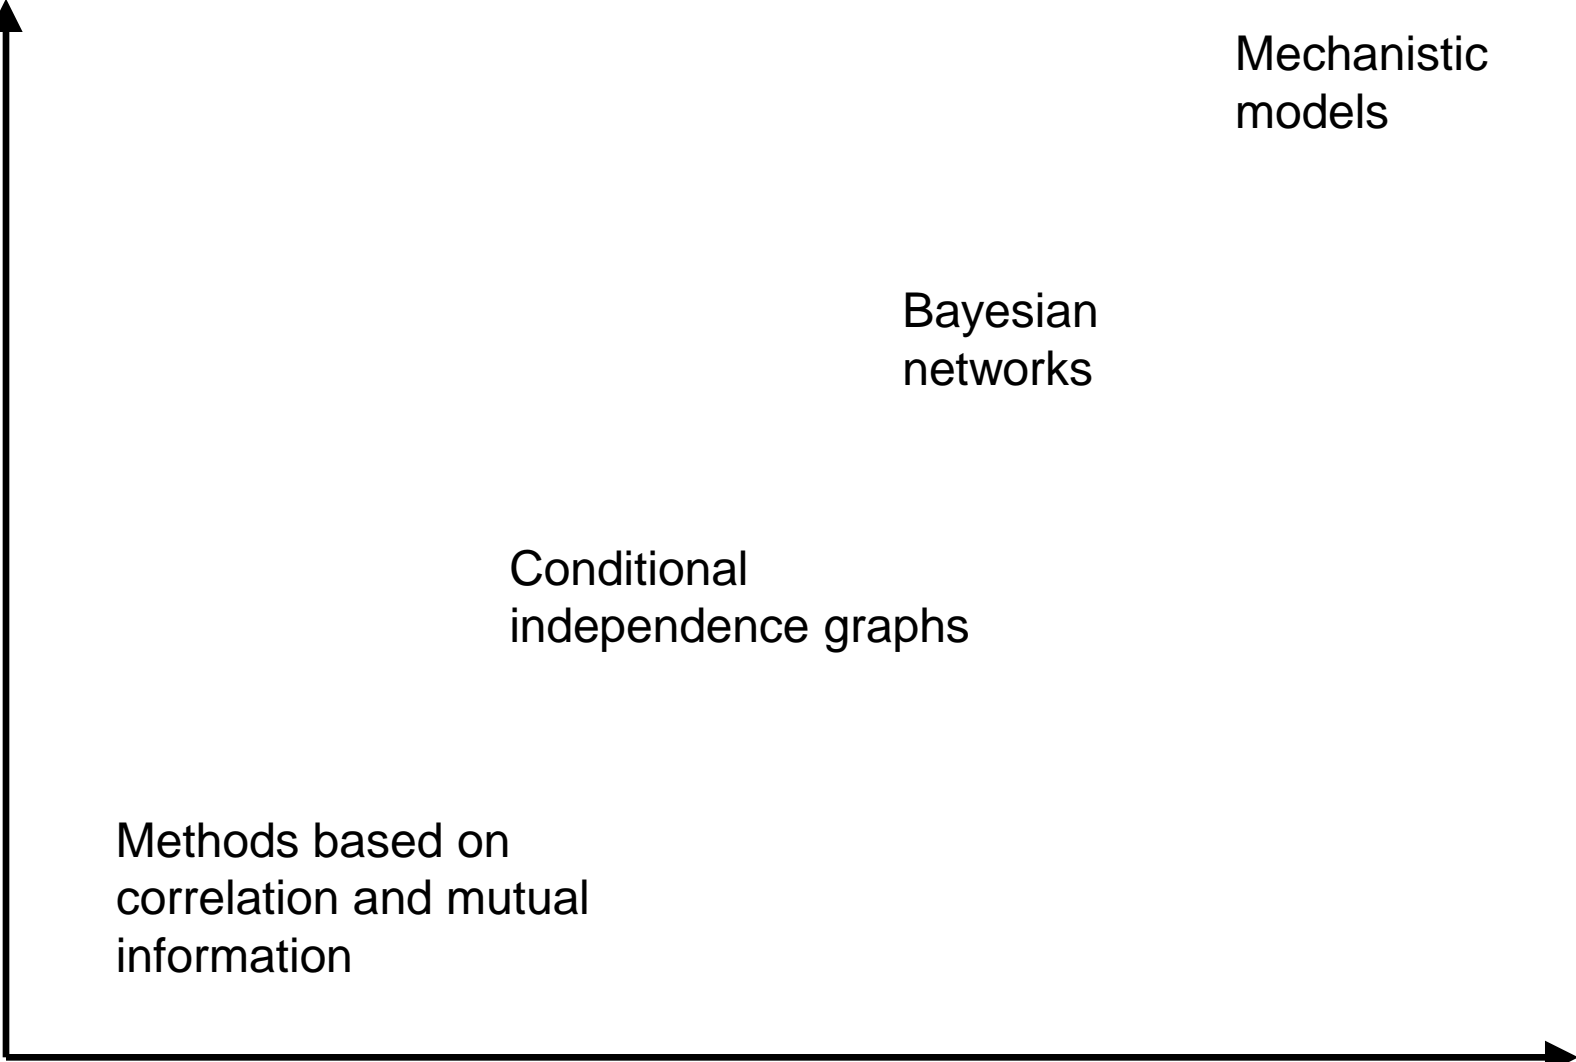 Mechanistic
models
Bayesian
networks
Conditional
independence graphs
Methods based on
correlation and mutual
information